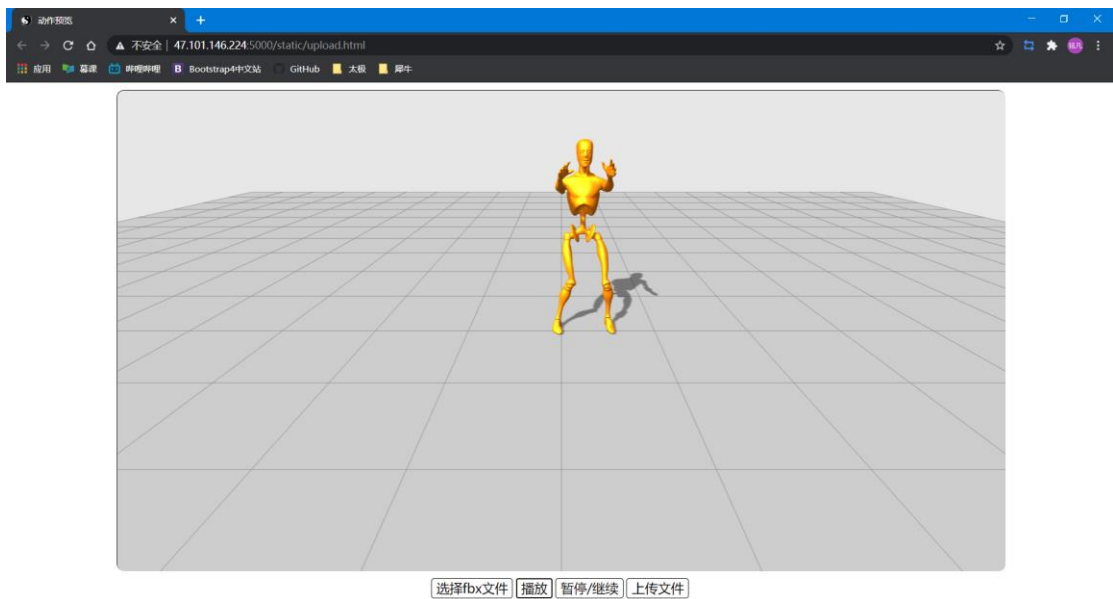 动作预览
不安全 | 47.101.146.224:5000/static/upload.html
应用 慕课 哔哩哔哩 B Bootstrap4中文站 GitHub 太极 犀牛
选择fbx文件 播放 暂停/继续 上传文件